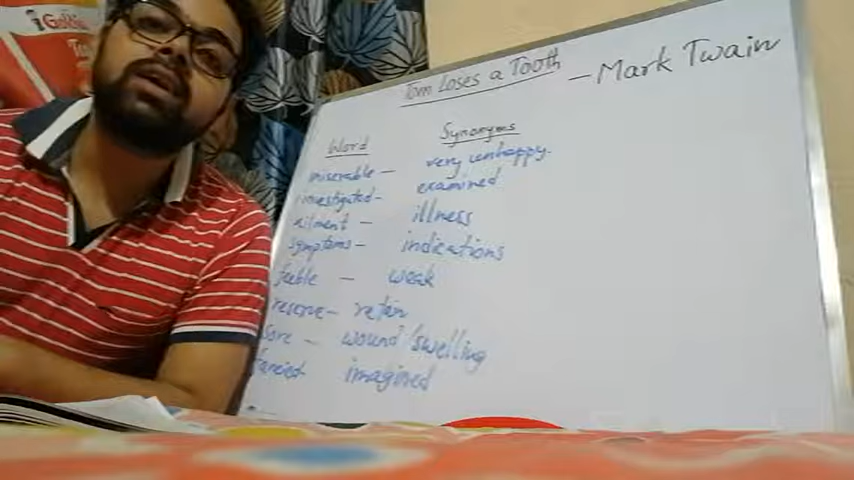 Tom Loses a Tooth - Mark Twain
Word Synonyms
miserable - very unhappy.
investigated - examined
ailment - illness
symptoms - indications
feeble - weak
reserve - retain
sore - wound/swelling
fancied - imagined